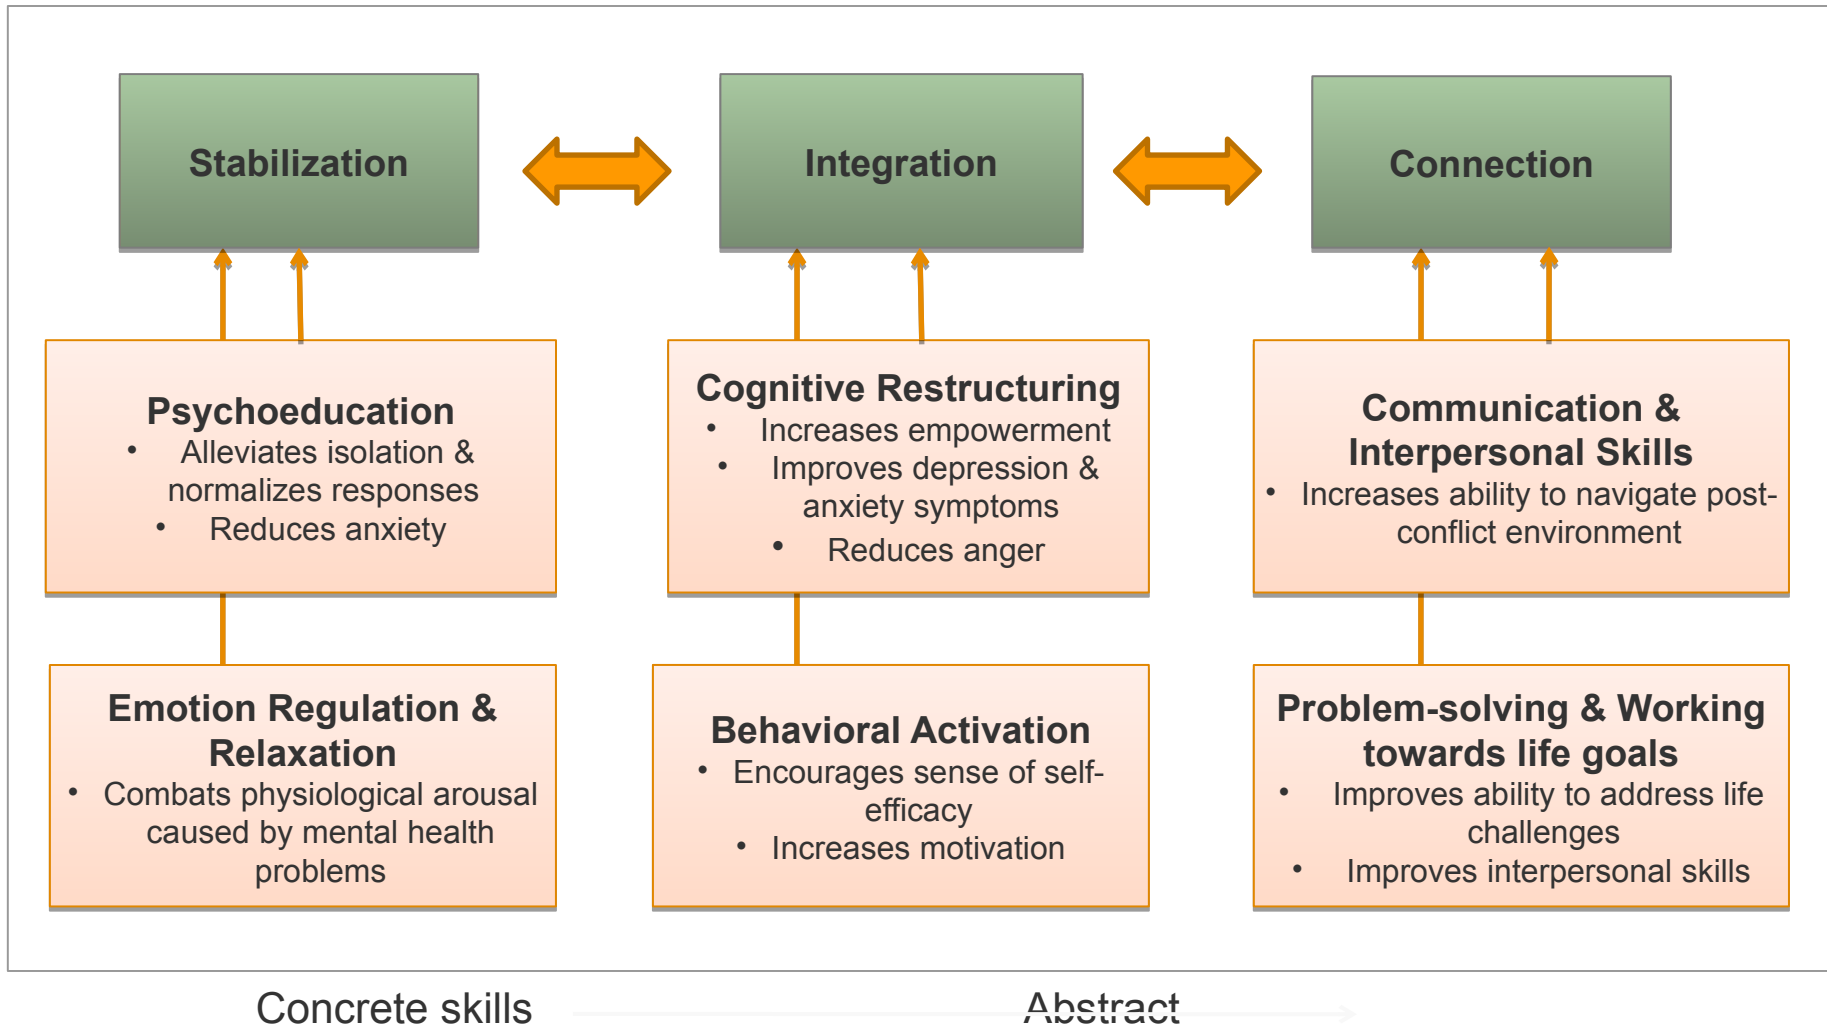 Stabilization
Integration
Connection
Psychoeducation
• Alleviates isolation &
normalizes responses
• Reduces anxiety
Cognitive Restructuring
• Increases empowerment
• Improves depression &
anxiety symptoms
• Reduces anger
Communication &
Interpersonal Skills
• Increases ability to navigate post-
conflict environment
Emotion Regulation &
Relaxation
• Combats physiological arousal
caused by mental health
problems
Behavioral Activation
• Encourages sense of self-
efficacy
• Increases motivation
Problem-solving & Working
towards life goals
• Improves ability to address life
challenges
• Improves interpersonal skills
Concrete skills
Abstract